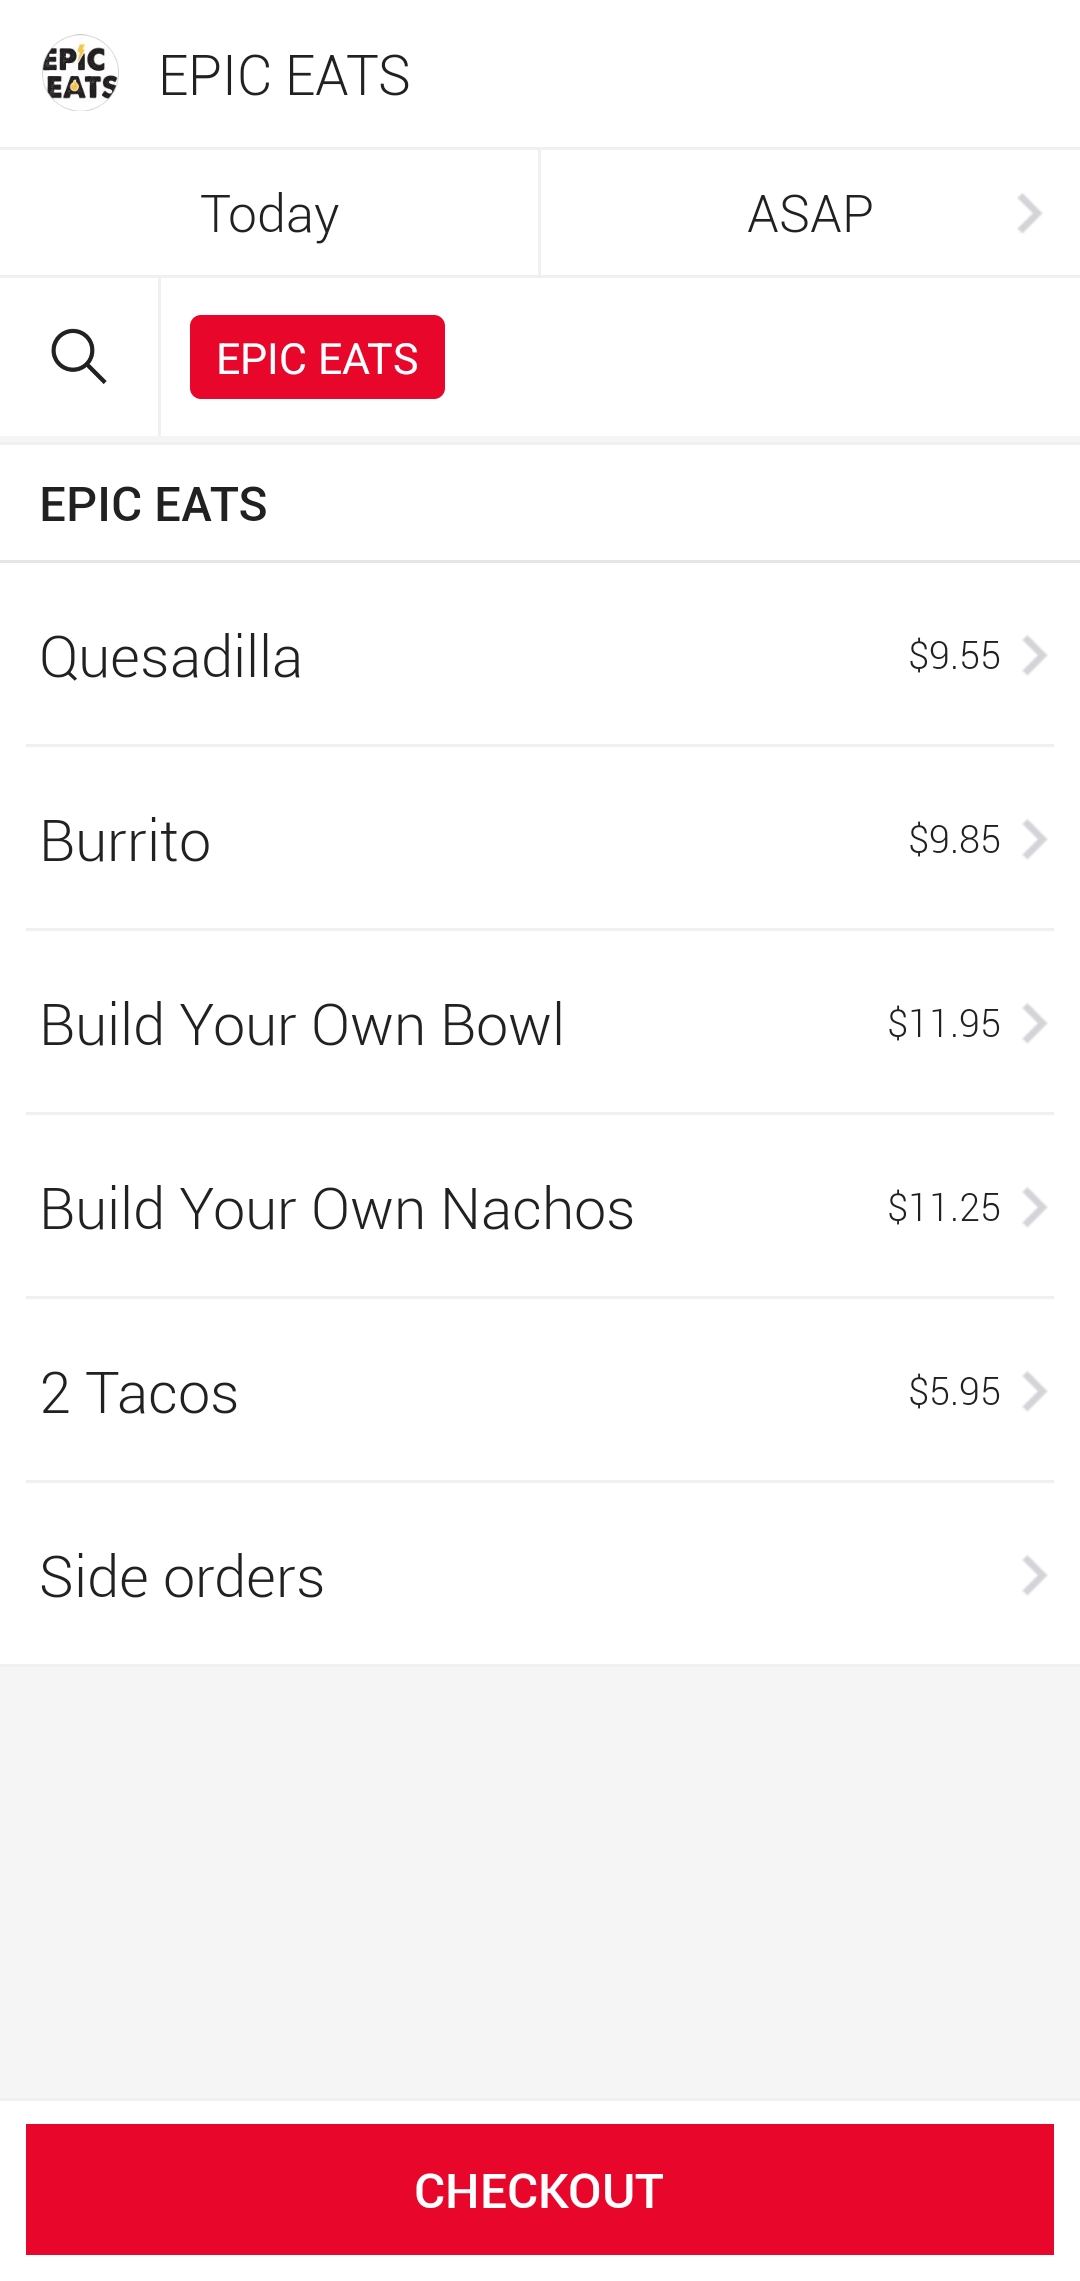 EPIC
EATS
EPIC EATS
Today
ASAP
EPIC EATS
EPIC EATS
Quesadilla
$9.55
Burrito
$9.85
Build Your Own Bowl
$11.95
Build Your Own Nachos
$11.25
2 Tacos
$5.95
Side orders
CHECKOUT